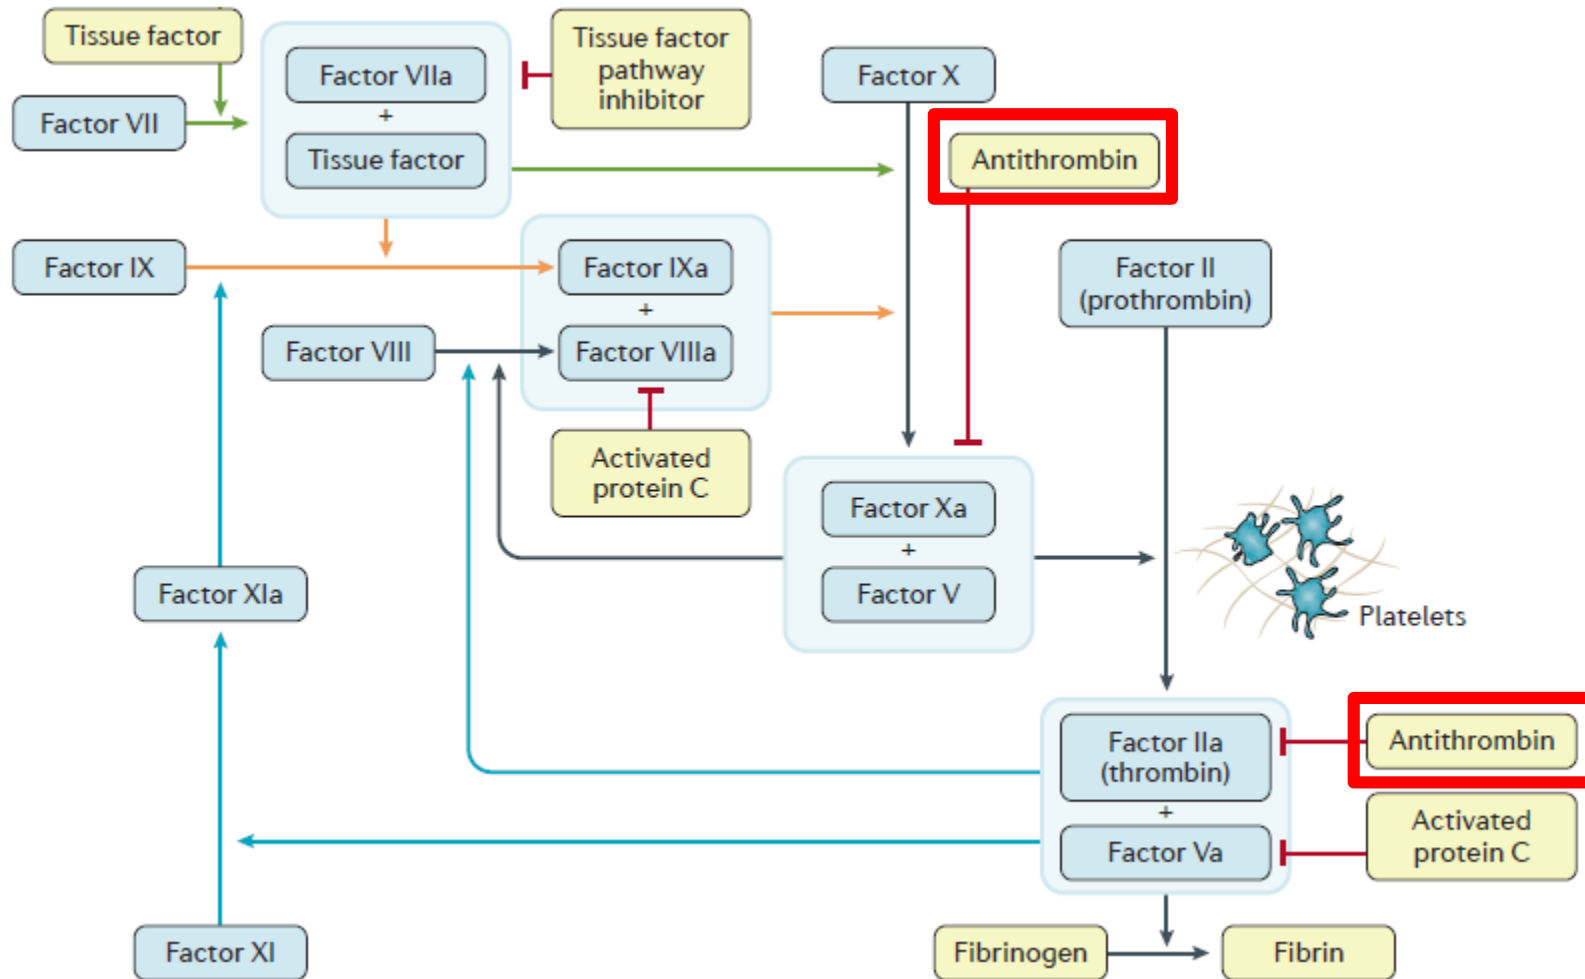 Tissue factor
Factor VIIa
+
Tissue factor
Tissue factor
pathway
inhibitor
Factor X
Factor VII
Antithrombin
Factor IX
Factor IXa
+
Factor VIIIa
Factor VIII
Factor II
(prothrombin)
Activated
protein C
Factor Xa
+
Factor V
Factor XIa
Platelets
Factor IIa
(thrombin)
+
Factor Va
Antithrombin
Activated
protein C
Factor XI
Fibrinogen
Fibrin